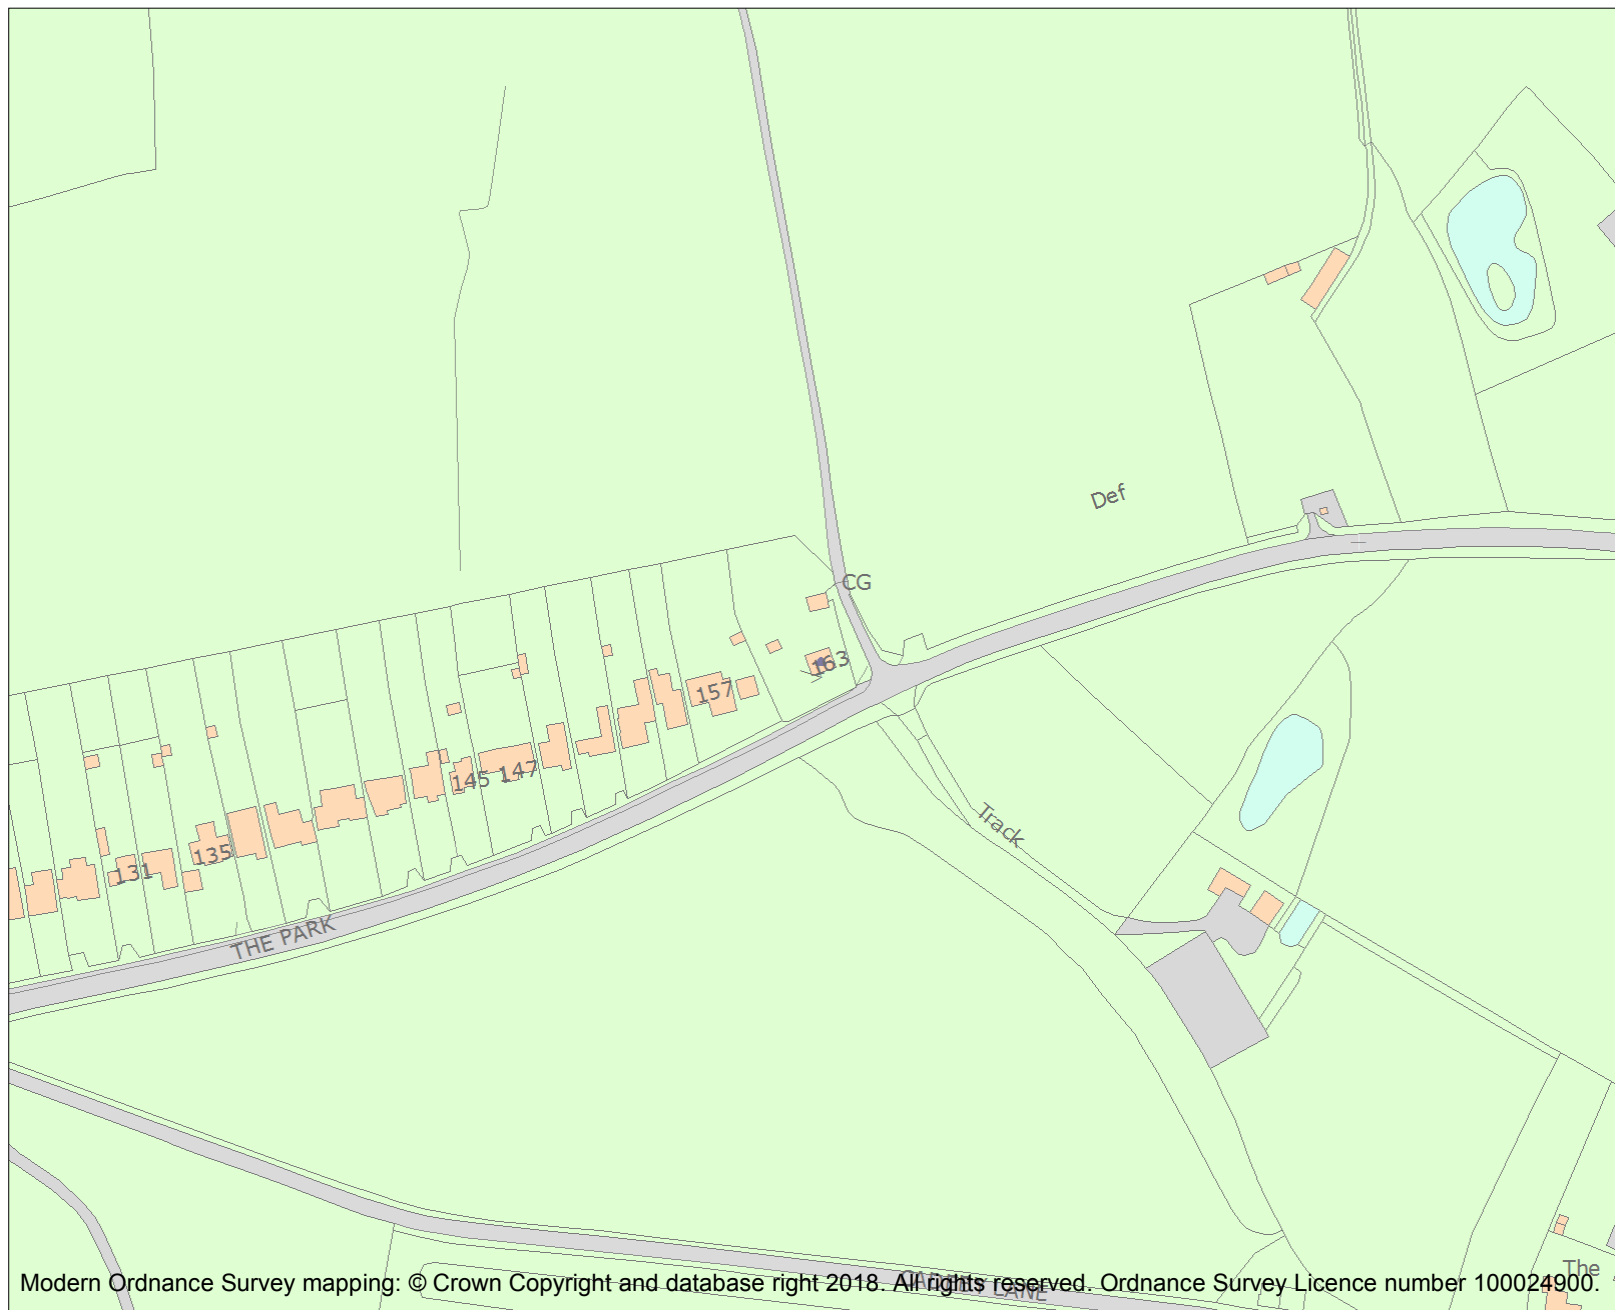 Def
CG
163
157
145 147
Track
135
131
THE PARK
LANE
The
Modern Ordnance Survey mapping: © Crown Copyright and database right 2018. All rights reserved. Ordnance Survey Licence number 100024900.